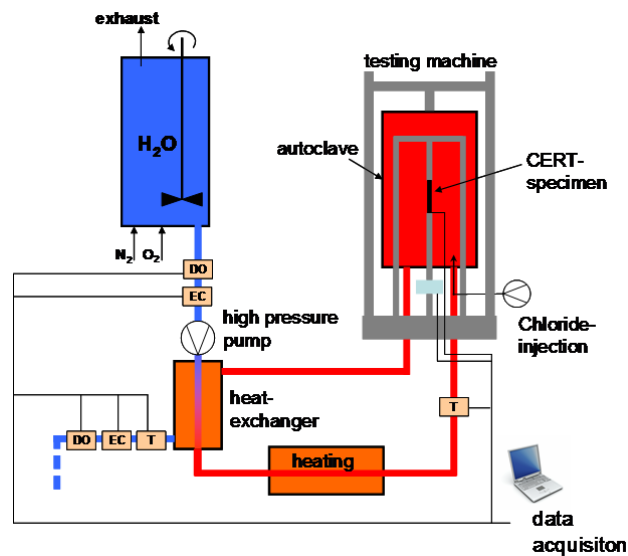 exhaust
testing machine
H₂O
autoclave
CERT-
specimen
N₂ O₂
DO
EC
high pressure
pump
Chloride-
injection
heat-
exchanger
T
DO EC T
heating
data
acquisiton